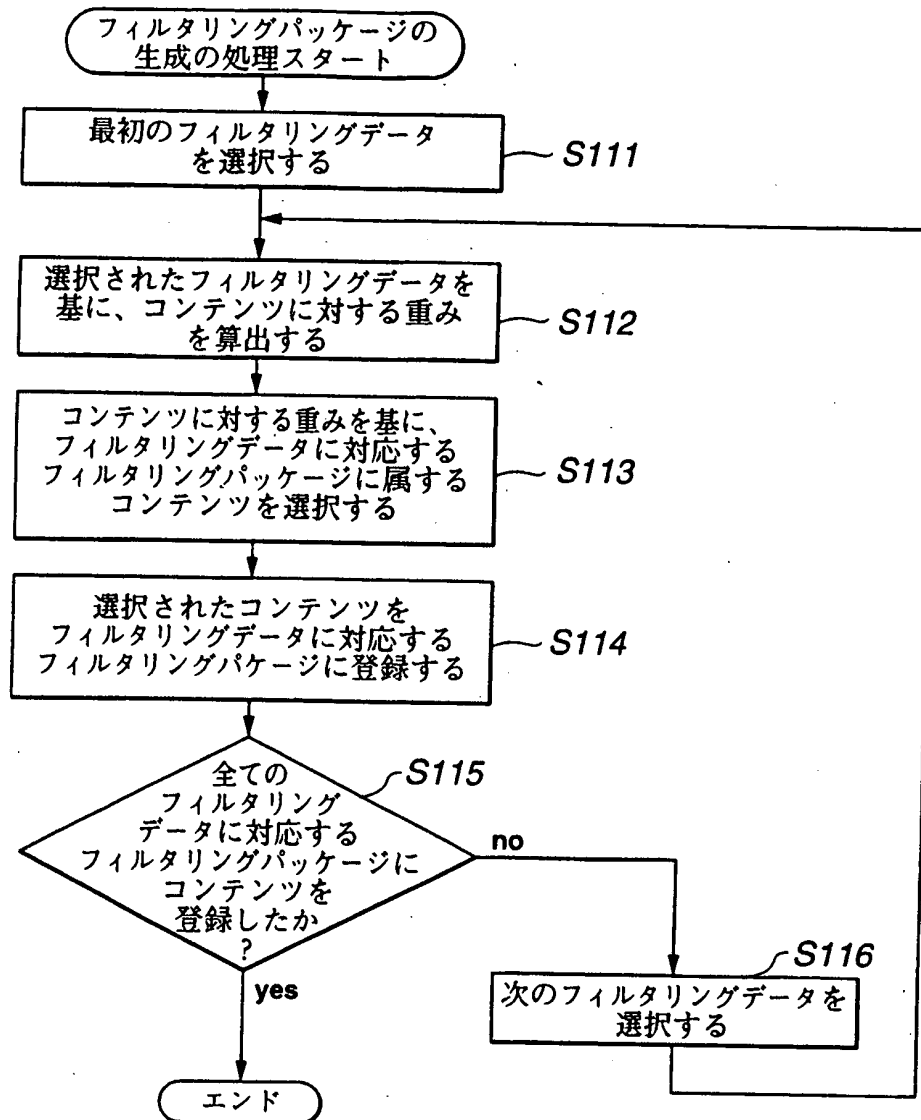 フィルタリングパッケージの
生成の処理スタート
最初のフィルタリングデータ
を選択する
S111
選択されたフィルタリングデータを
基に、コンテンツに対する重み
を算出する
S112
コンテンツに対する重みを基に、
フィルタリングデータに対応する
フィルタリングパッケージに属する
コンテンツを選択する
S113
選択されたコンテンツを
フィルタリングデータに対応する
フィルタリングパケージに登録する
S114
全ての
フィルタリング
データに対応する
フィルタリングパッケージに
コンテンツを
登録したか
?
S115
no
yes
S116
次のフィルタリングデータを
選択する
エンド